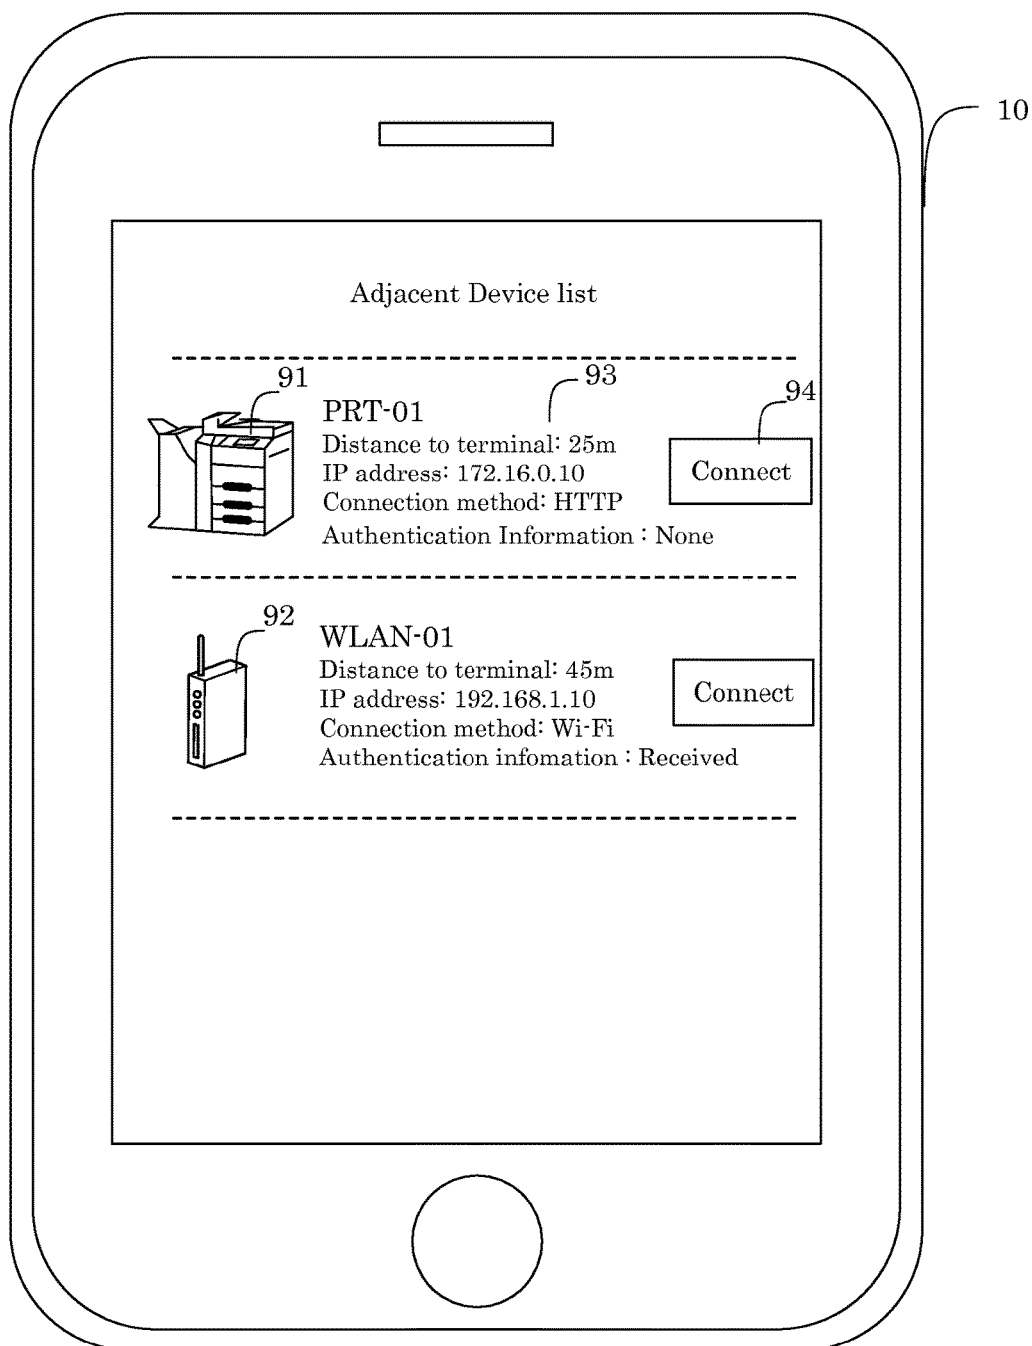 10
Adjacent Device list
91
93
94
PRT-01
Distance to terminal: 25m
IP address: 172.16.0.10
Connection method: HTTP
Authentication Information : None
Connect
92
WLAN-01
Distance to terminal: 45m
IP address: 192.168.1.10
Connection method: Wi-Fi
Authentication infomation : Received
Connect